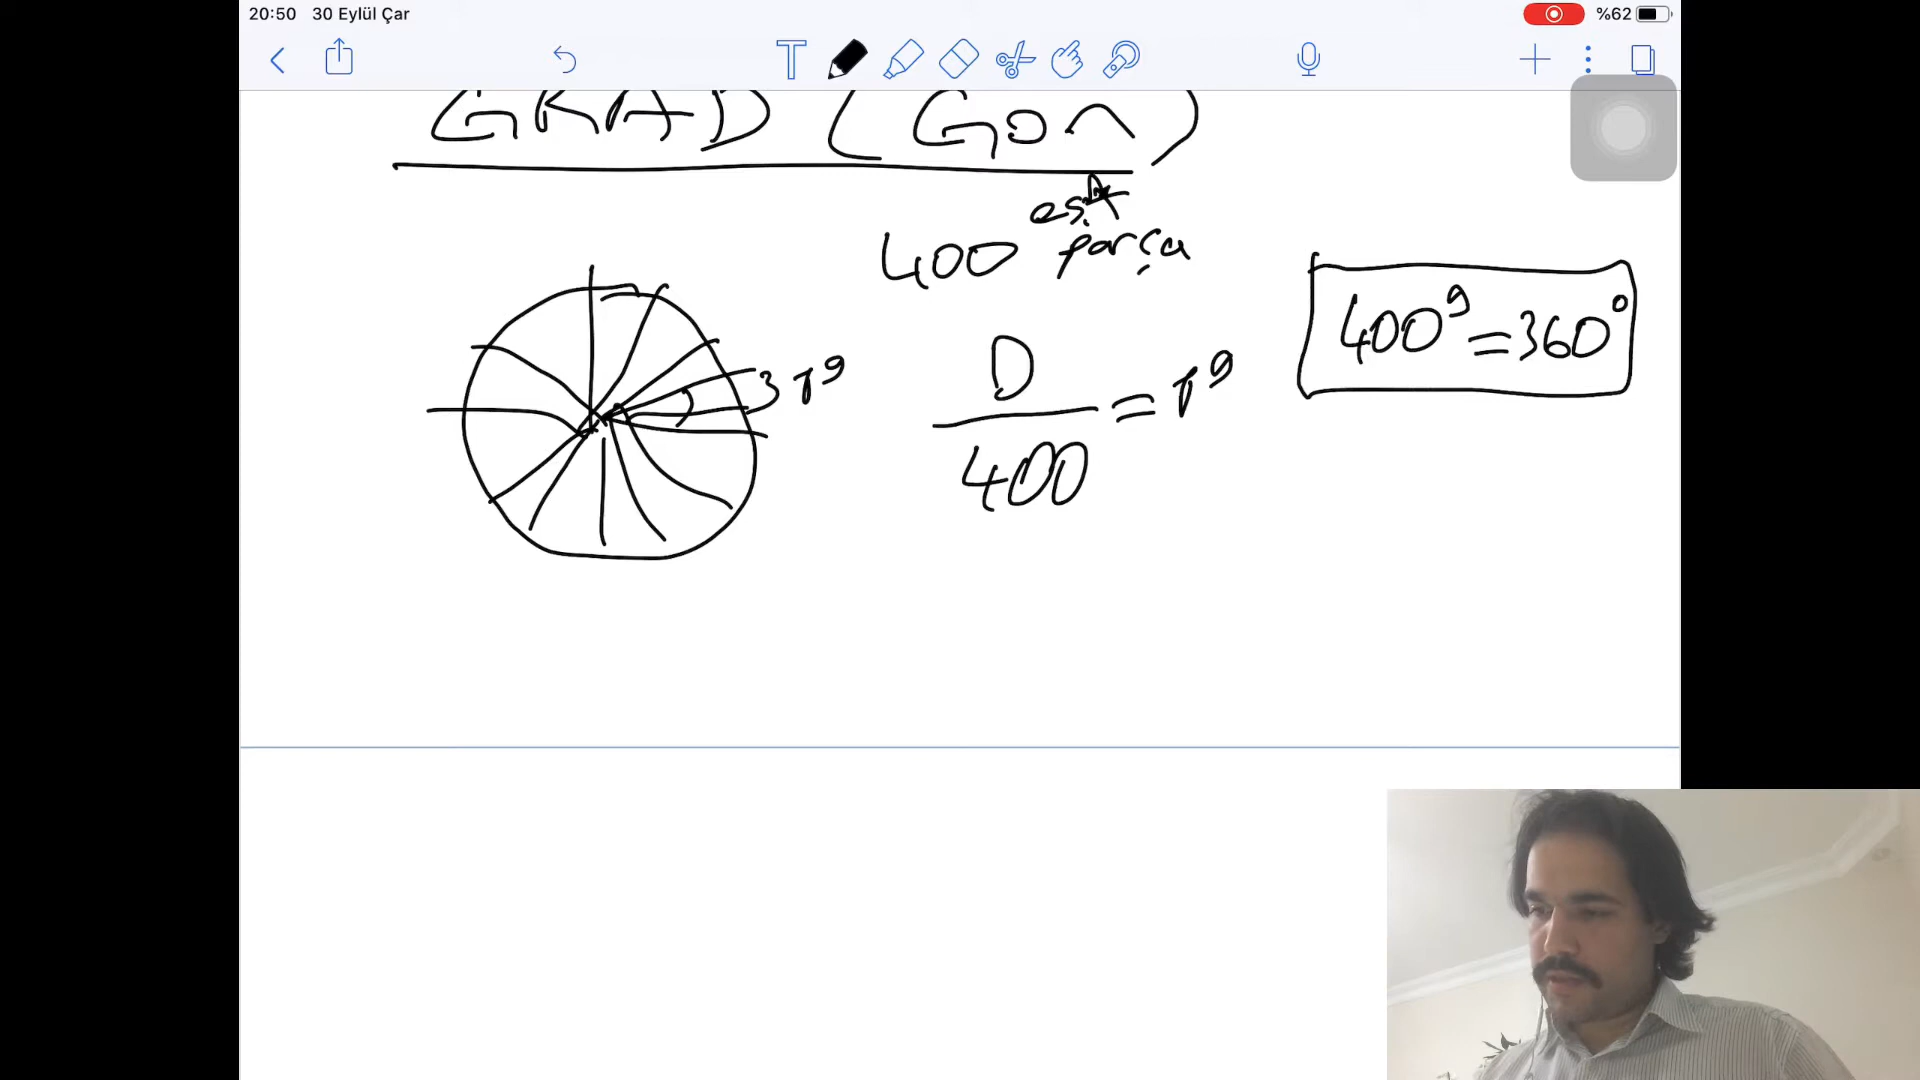 20:50 30 Eylül Çar %62
GRAD (Gon)
eşit
400 parça
400ᵍ = 360°
1ᵍ
D/400 = 1ᵍ